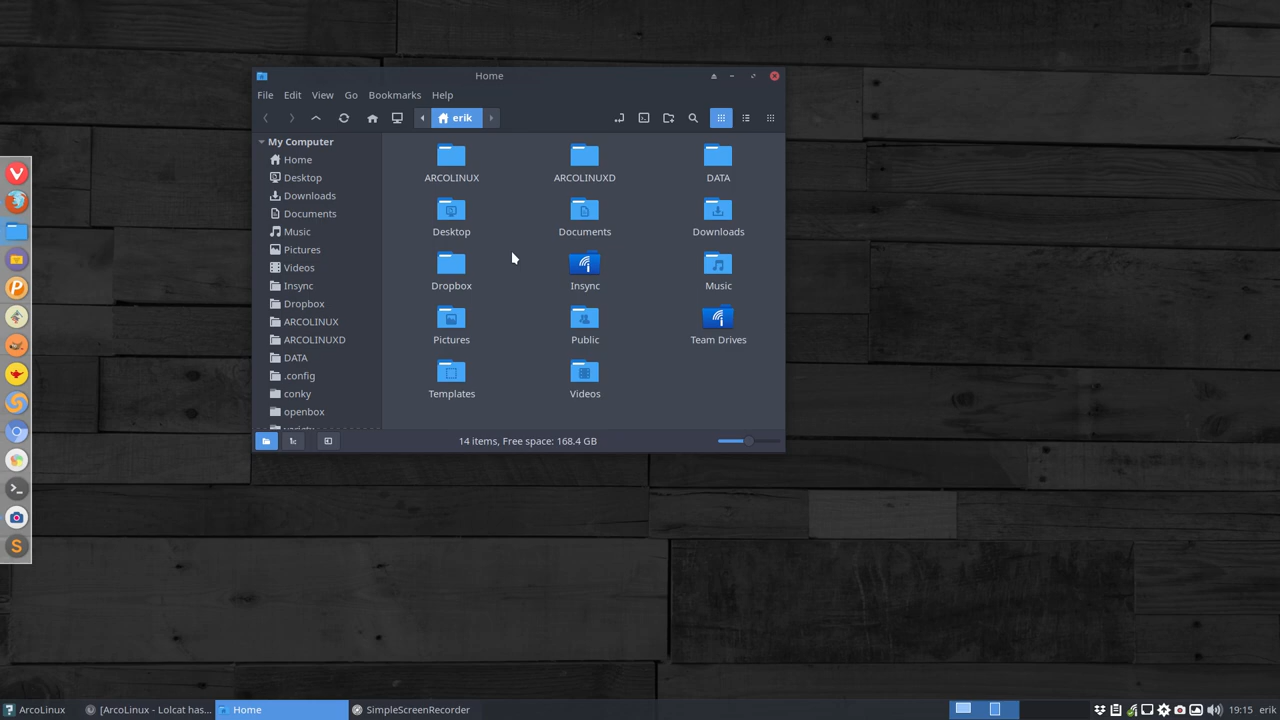 Home
File Edit View Go Bookmarks Help
erik
My Computer
Home
Desktop
Downloads
Documents
Music
Pictures
Videos
Insync
Dropbox
ARCOLINUX
ARCOLINUXD
DATA
.config
conky
openbox
ARCOLINUX ARCOLINUXD DATA
Desktop Documents Downloads
Dropbox Insync Music
Pictures Public Team Drives
Templates Videos
14 items, Free space: 168.4 GB
ArcoLinux [ArcoLinux - Lolcat has... Home SimpleScreenRecorder 19:15 erik